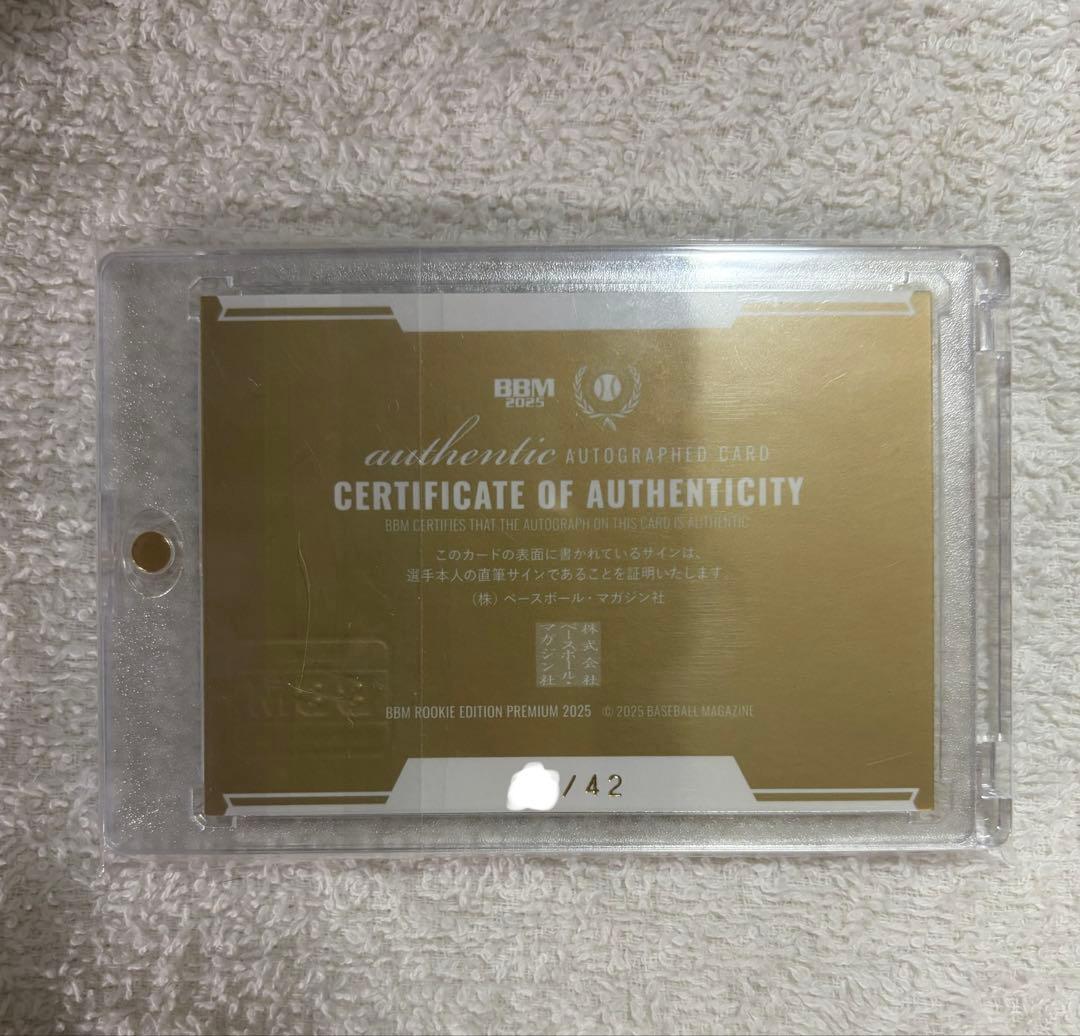 BBM
2025
authentic AUTOGRAPHED CARD
CERTIFICATE OF AUTHENTICITY
BBM CERTIFIES THAT THE AUTOGRAPH ON THIS CARD IS AUTHENTIC
このカードの表面に書かれているサインは、
選手本人の直筆サインであることを証明いたします。
（株）ベースボール・マガジン社
株式会社
ベースボール・
マガジン社
BBM ROOKIE EDITION PREMIUM 2025 © 2025 BASEBALL MAGAZINE
/42